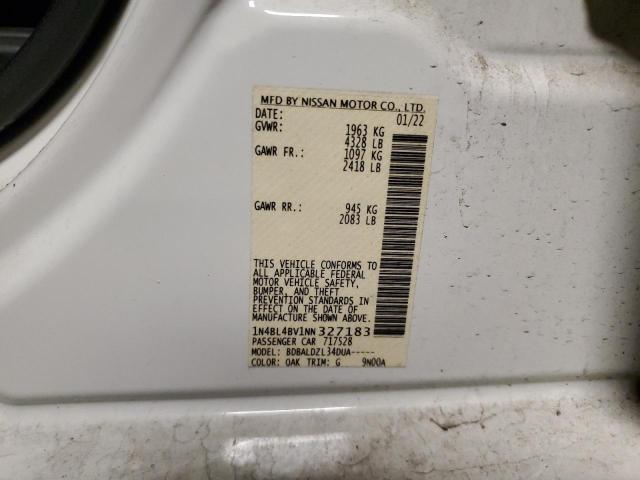 MFD BY NISSAN MOTOR CO., LTD.
DATE: 01/22
GVWR: 1963 KG
4328 LB
GAWR FR.: 1097 KG
2418 LB
GAWR RR.: 945 KG
2083 LB
THIS VEHICLE CONFORMS TO
ALL APPLICABLE FEDERAL
MOTOR VEHICLE SAFETY,
BUMPER, AND THEFT
PREVENTION STANDARDS IN
EFFECT ON THE DATE OF
MANUFACTURE SHOWN ABOVE.
1N4BL4BV1NN327183
PASSENGER CAR 717528
MODEL: BDBALDZL34DUA-----
COLOR: QAK TRIM: G 9N00A